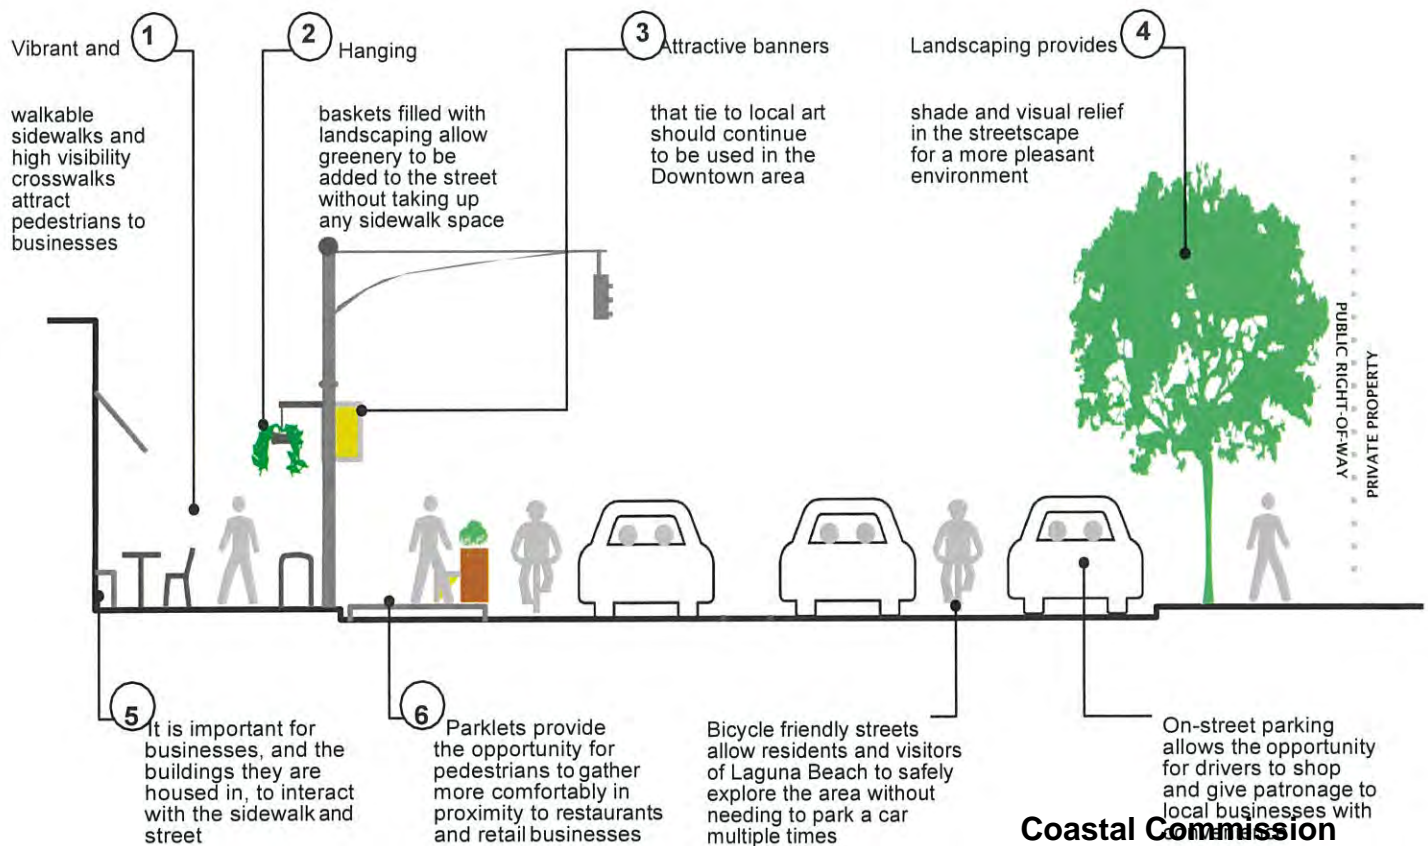 Vibrant and 1
walkable
sidewalks and
high visibility
crosswalks
attract
pedestrians to
businesses
2 Hanging
baskets filled with
landscaping allow
greenery to be
added to the street
without taking up
any sidewalk space
3 Attractive banners
that tie to local art
should continue
to be used in the
Downtown area
Landscaping provides 4
shade and visual relief
in the streetscape
for a more pleasant
environment
PUBLIC RIGHT-OF-WAY
PRIVATE PROPERTY
5 It is important for
businesses, and the
buildings they are
housed in, to interact
with the sidewalk and
street
6 Parklets provide
the opportunity for
pedestrians to gather
more comfortably in
proximity to restaurants
and retail businesses
Bicycle friendly streets
allow residents and visitors
of Laguna Beach to safely
explore the area without
needing to park a car
multiple times
On-street parking
allows the opportunity
for drivers to shop
and give patronage to
local businesses with
convenience
Coastal Commission